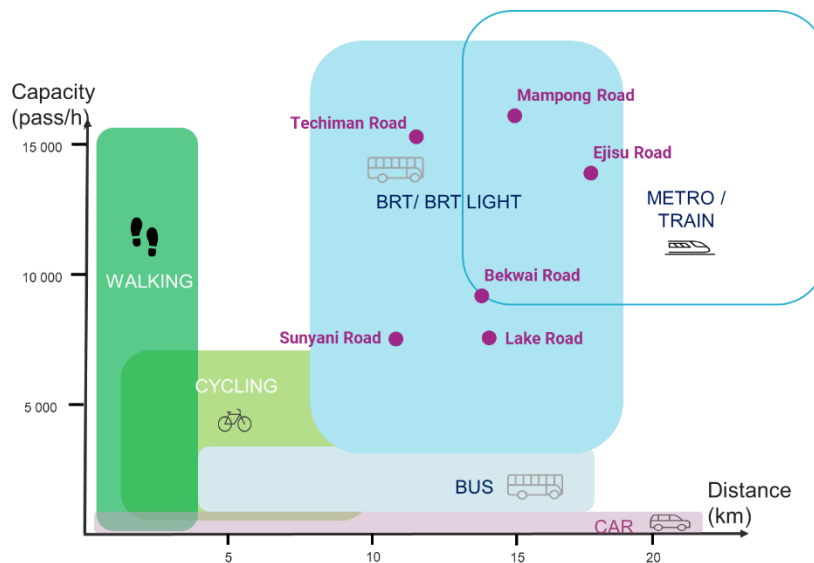 Capacity
(pass/h)
15 000
10 000
5 000
WALKING
CYCLING
Techiman Road
Mampong Road
Ejisu Road
BRT/ BRT LIGHT
METRO /
TRAIN
Bekwai Road
Sunyani Road
Lake Road
BUS
CAR
Distance
(km)
5
10
15
20